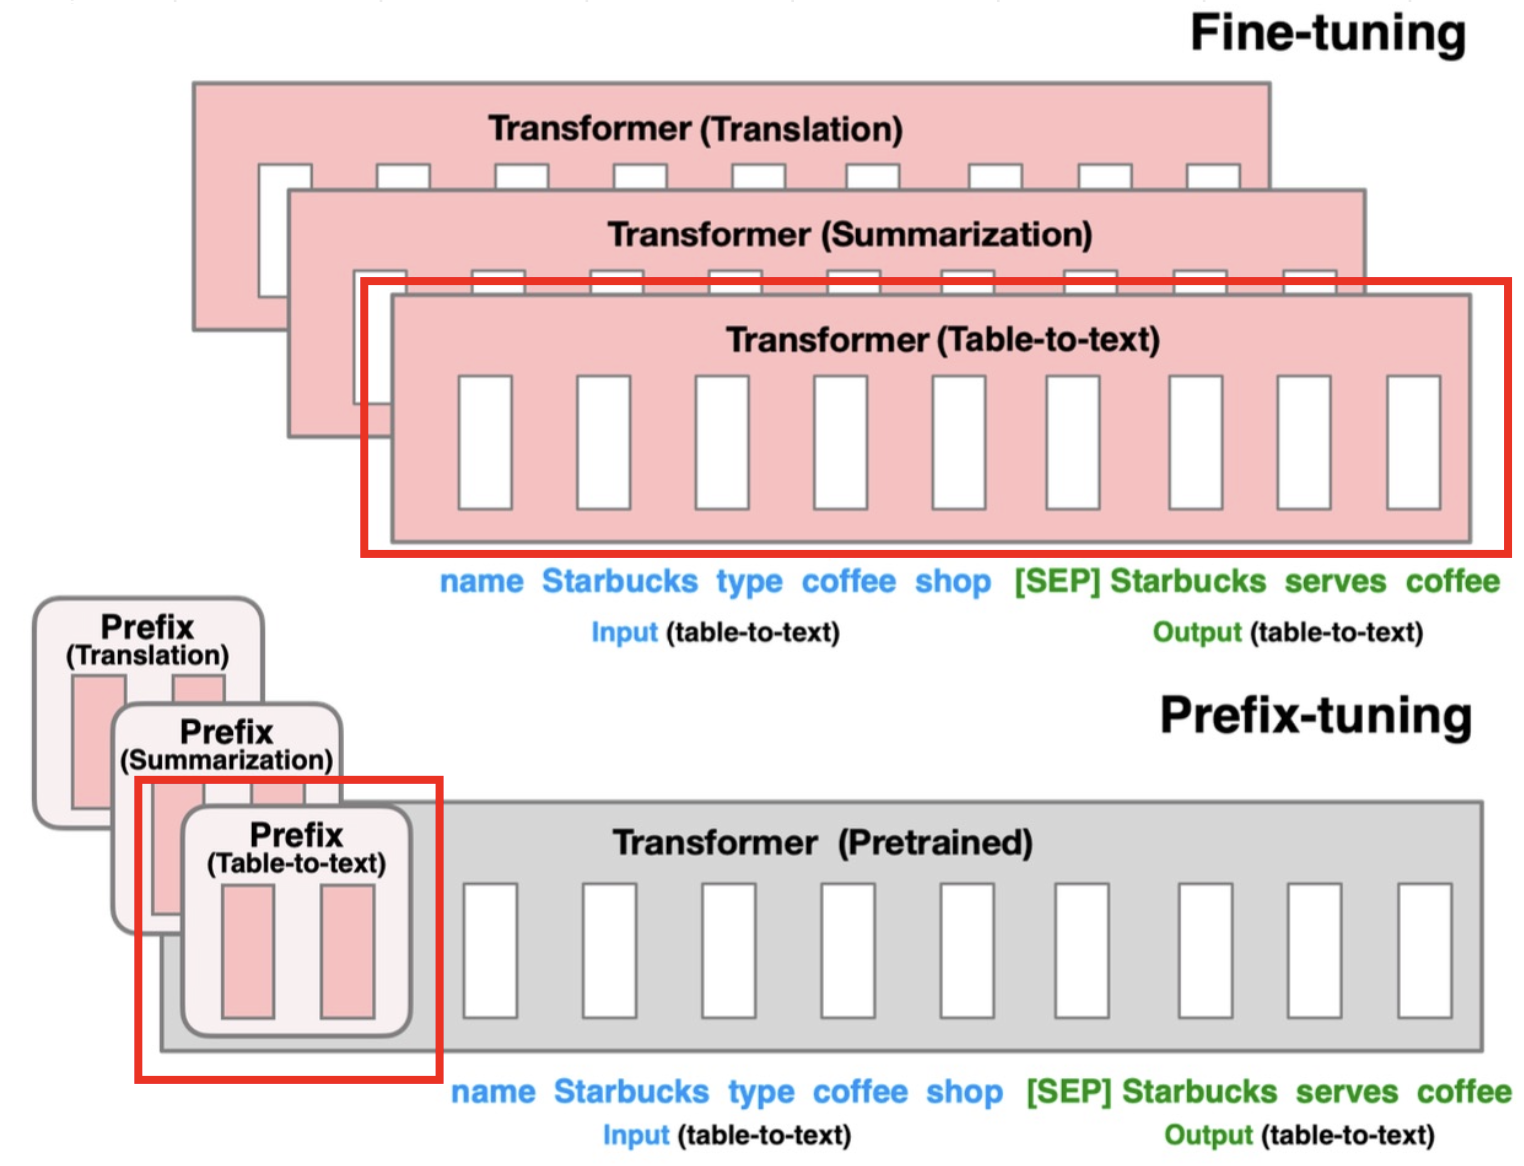 Fine-tuning
Transformer (Translation)
Transformer (Summarization)
Transformer (Table-to-text)
name Starbucks type coffee shop [SEP] Starbucks serves coffee
Input (table-to-text) Output (table-to-text)
Prefix
(Translation)
Prefix-tuning
Prefix
(Summarization)
Prefix
(Table-to-text)
Transformer (Pretrained)
name Starbucks type coffee shop [SEP] Starbucks serves coffee
Input (table-to-text) Output (table-to-text)